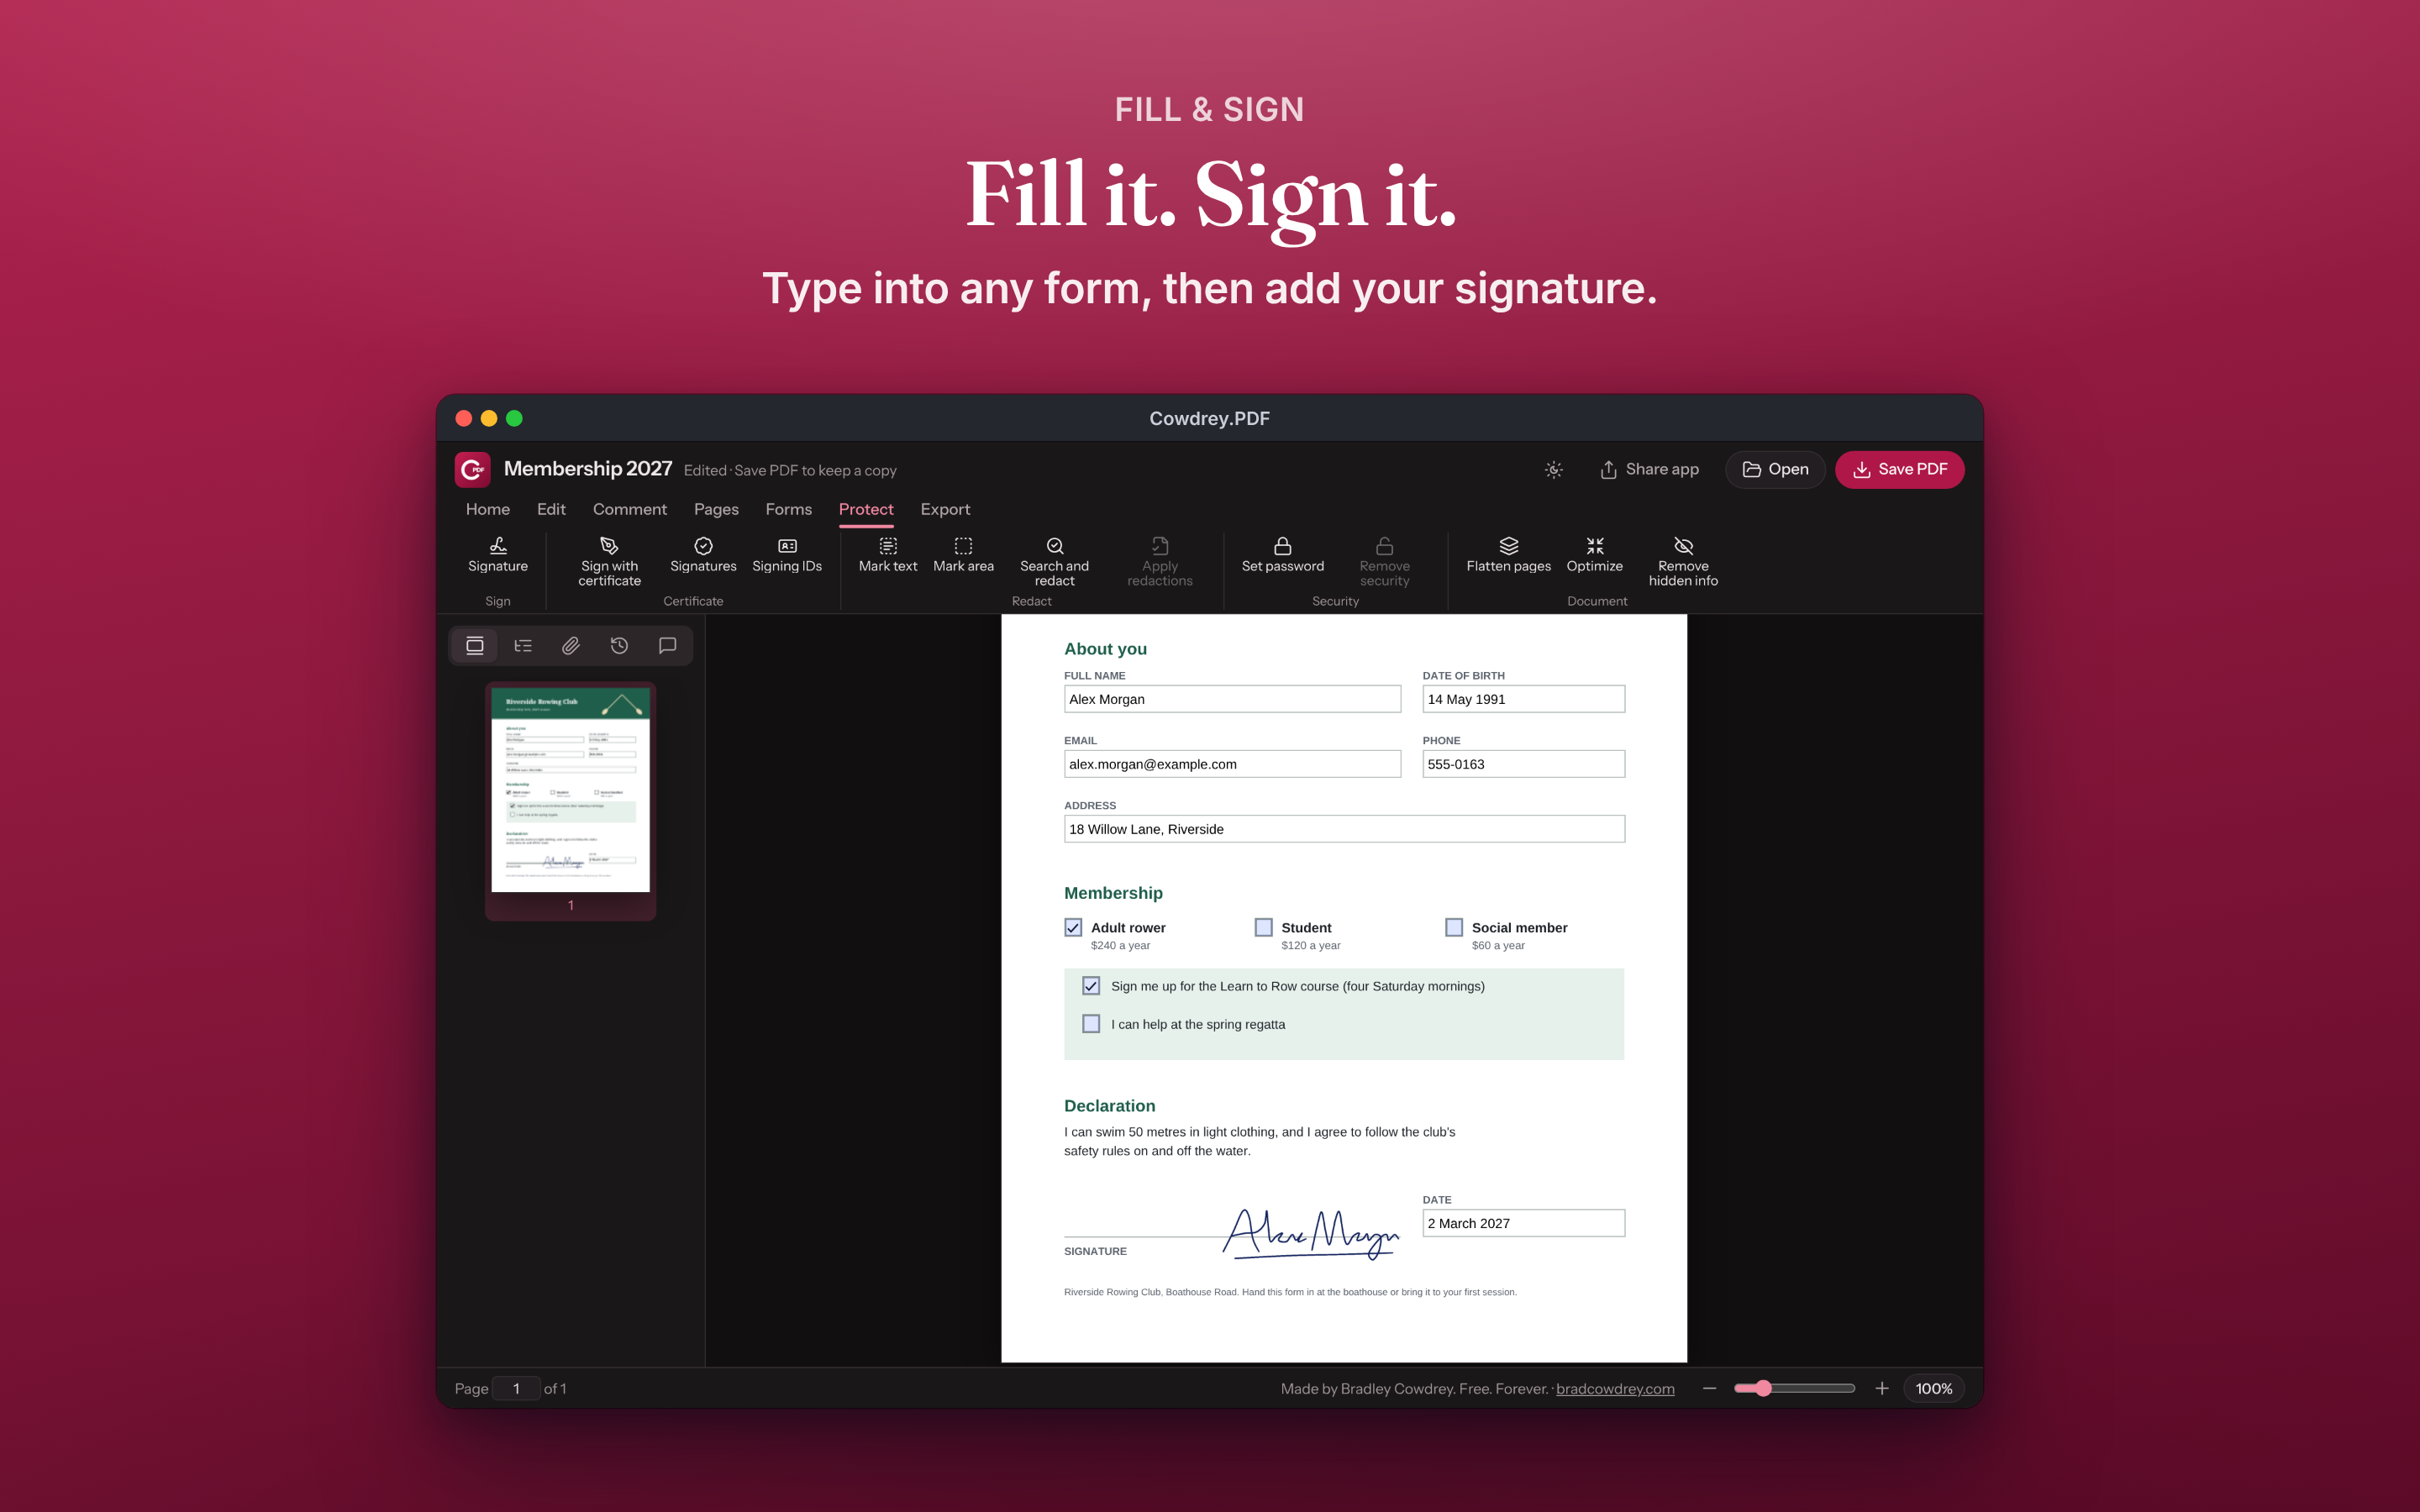 FILL & SIGN
Fill it. Sign it.
Type into any form, then add your signature.
Cowdrey.PDF
C PDF
Membership 2027 Edited · Save PDF to keep a copy
Share app
Open
Save PDF
Home Edit Comment Pages Forms Protect Export
Signature
Sign with certificate
Signatures
Signing IDs
Mark text
Mark area
Search and redact
Apply redactions
Set password
Remove security
Flatten pages
Optimize
Remove hidden info
Sign Certificate Redact Security Document
Riverside Rowing Club
About you
Membership
Declaration
1
About you
FULL NAME DATE OF BIRTH
Alex Morgan 14 May 1991
EMAIL PHONE
alex.morgan@example.com 555-0163
ADDRESS
18 Willow Lane, Riverside
Membership
Adult rower Student Social member
$240 a year $120 a year $60 a year
Sign me up for the Learn to Row course (four Saturday mornings)
I can help at the spring regatta
Declaration
I can swim 50 metres in light clothing, and I agree to follow the club's
safety rules on and off the water.
DATE
Alex Morgan 2 March 2027
SIGNATURE
Riverside Rowing Club, Boathouse Road. Hand this form in at the boathouse or bring it to your first session.
Page 1 of 1
Made by Bradley Cowdrey. Free. Forever. · bradcowdrey.com
100%